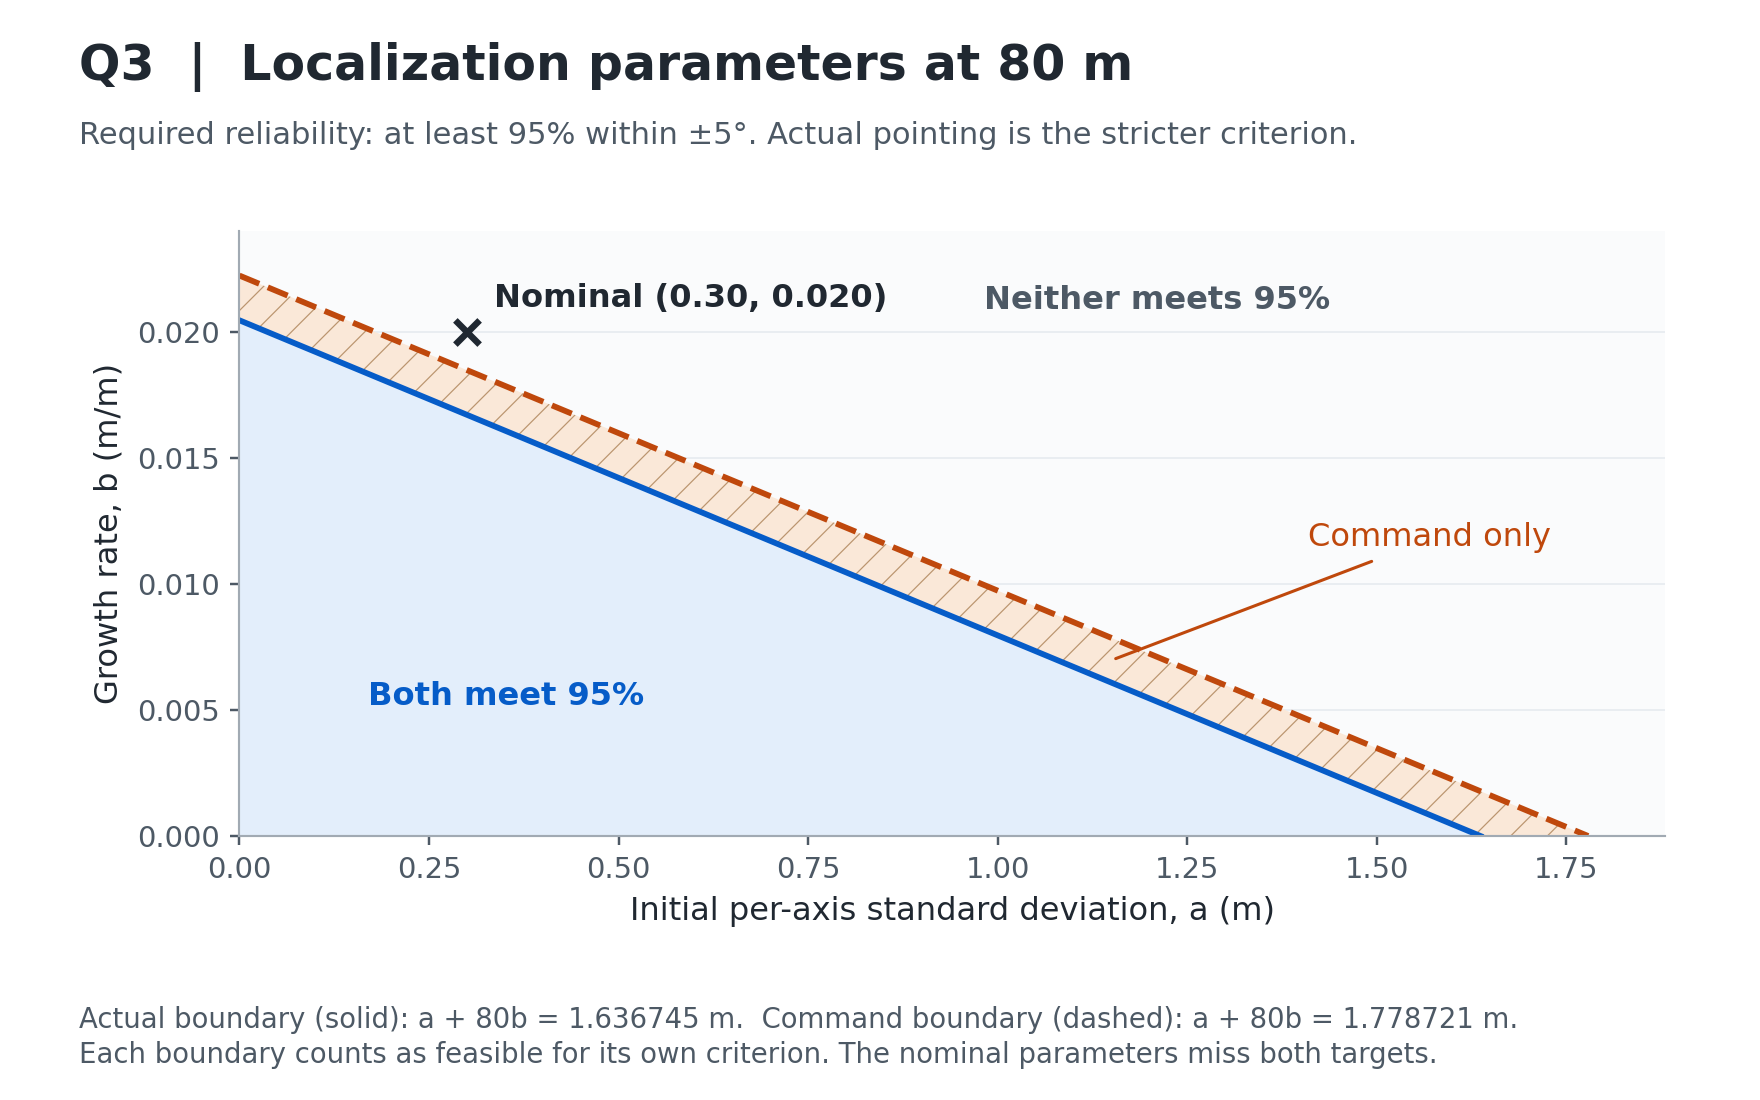 Q3 | Localization parameters at 80 m
Required reliability: at least 95% within ±5°. Actual pointing is the stricter criterion.
Nominal (0.30, 0.020)
Neither meets 95%
Command only
Both meet 95%
Growth rate, b (m/m)
0.020
0.015
0.010
0.005
0.000
0.00 0.25 0.50 0.75 1.00 1.25 1.50 1.75
Initial per-axis standard deviation, a (m)
Actual boundary (solid): a + 80b = 1.636745 m. Command boundary (dashed): a + 80b = 1.778721 m.
Each boundary counts as feasible for its own criterion. The nominal parameters miss both targets.